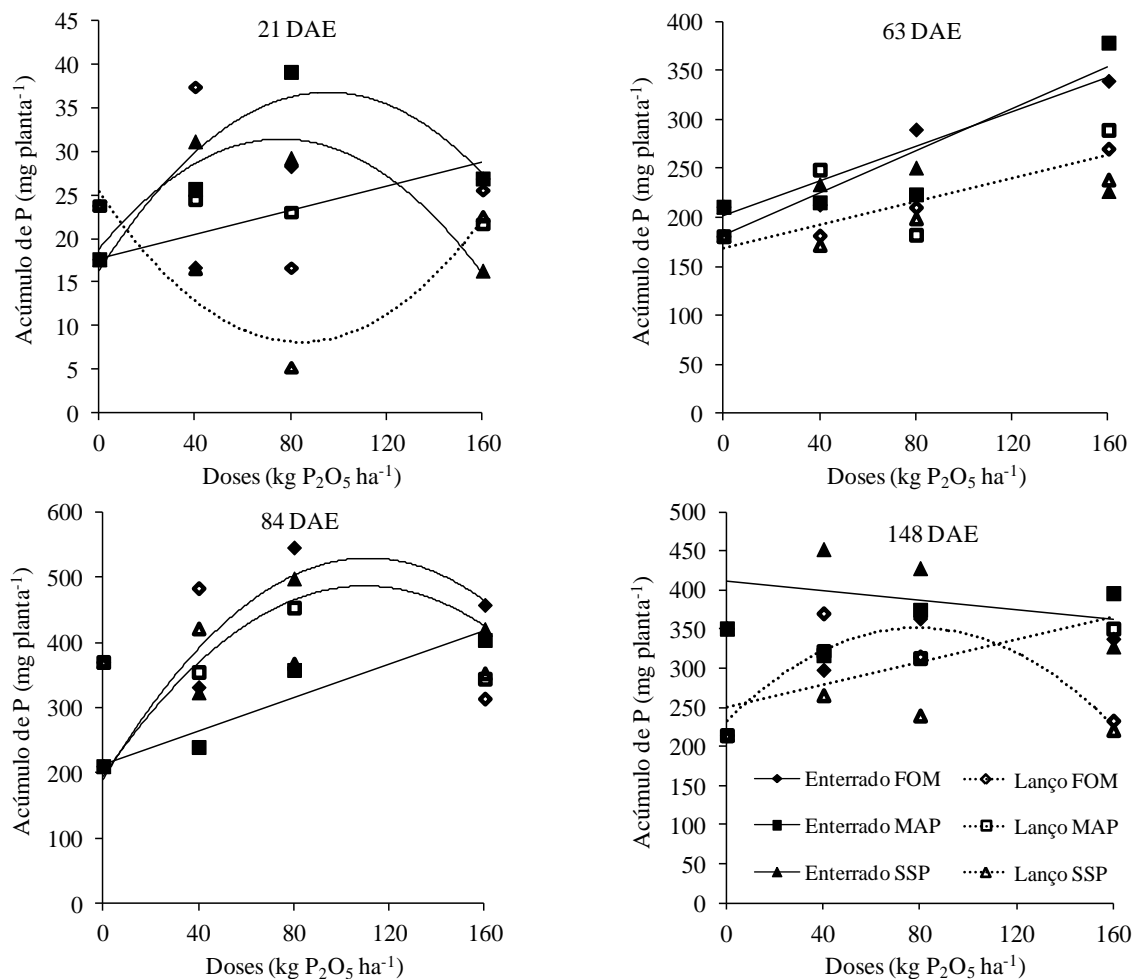 21 DAE
Acúmulo de P (mg planta⁻¹)
45
40
35
30
25
20
15
10
5
0
0 40 80 120 160
Doses (kg P₂O₅ ha⁻¹)
63 DAE
Acúmulo de P (mg planta⁻¹)
400
350
300
250
200
150
100
50
0
0 40 80 120 160
Doses (kg P₂O₅ ha⁻¹)
84 DAE
Acúmulo de P (mg planta⁻¹)
600
500
400
300
200
100
0
0 40 80 120 160
Doses (kg P₂O₅ ha⁻¹)
148 DAE
Acúmulo de P (mg planta⁻¹)
500
450
400
350
300
250
200
150
100
50
0
Enterrado FOM Lanço FOM
Enterrado MAP Lanço MAP
Enterrado SSP Lanço SSP
0 40 80 120 160
Doses (kg P₂O₅ ha⁻¹)